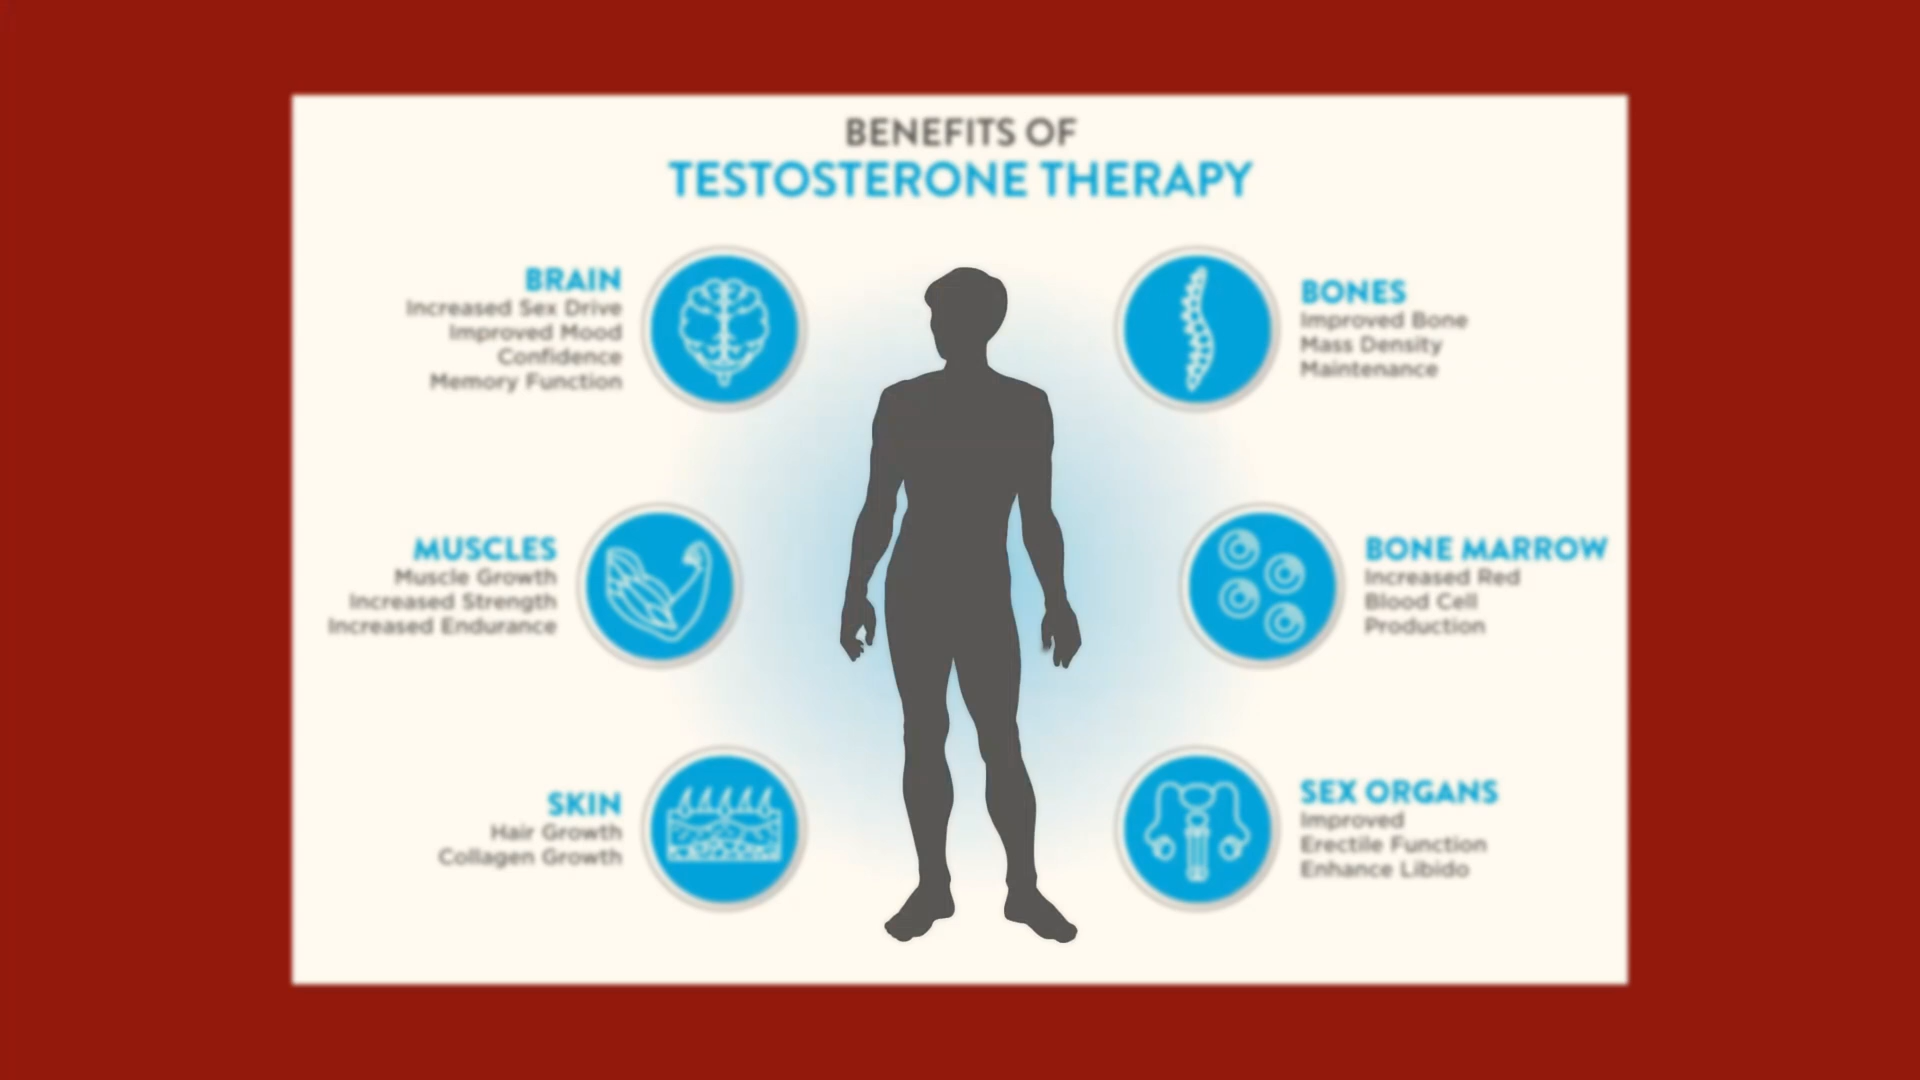 BENEFITS OF
TESTOSTERONE THERAPY
BRAIN
Increased Sex Drive
Improved Mood
Confidence
Memory Function
BONES
Improved Bone
Mass Density
Maintenance
MUSCLES
Muscle Growth
Increased Strength
Increased Endurance
BONE MARROW
Increased Red
Blood Cell
Production
SKIN
Hair Growth
Collagen Growth
SEX ORGANS
Improved
Erectile Function
Enhance Libido